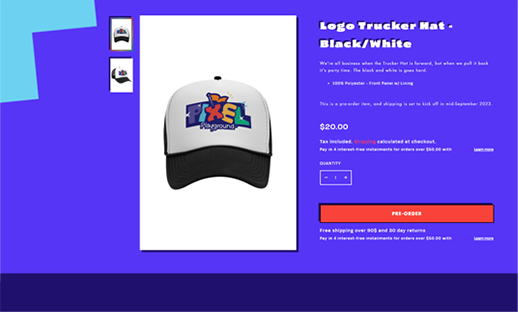 Logo Trucker Hat -
Black/White
We're all business when the Trucker Hat is forward, but when we pull it back
it's party time. The black and white is goes hard.
100% Polyester - Front Panel w/ Lining
This is a pre-order item, and shipping is set to kick off in mid-September 2023.
PIXEL
Playground
$20.00
Tax included. Shipping calculated at checkout.
Pay in 4 interest-free installments for orders over $50.00 with Learn more
QUANTITY
− 1 +
PRE-ORDER
Free shipping over 90$ and 30 day returns
Pay in 4 interest-free installments for orders over $50.00 with Learn more